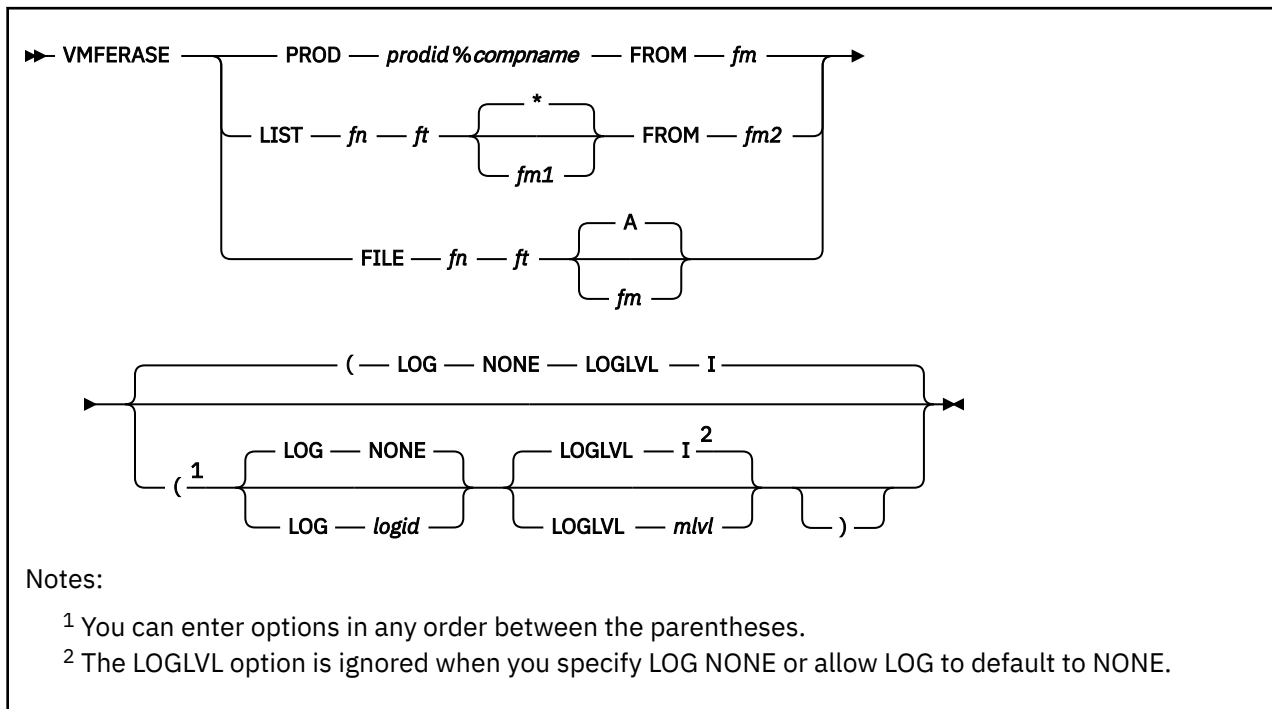 VMFERASE PROD prodid%compname FROM fm
*
LIST fn ft FROM fm2
fm1
A
FILE fn ft
fm
( LOG NONE LOGLVL I
LOG NONE LOGLVL I 2
( 1
LOG logid LOGLVL mlvl )
Notes:
1 You can enter options in any order between the parentheses.
2 The LOGLVL option is ignored when you specify LOG NONE or allow LOG to default to NONE.